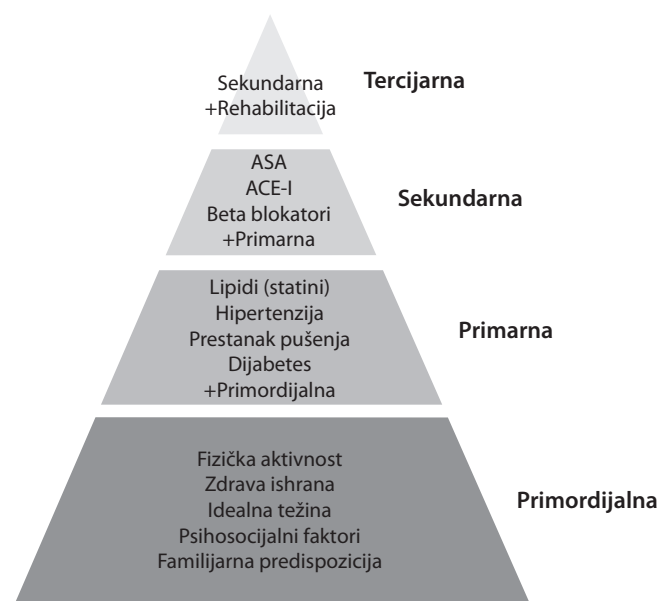 Sekundarna
+Rehabilitacija
Tercijarna
ASA
ACE-I
Beta blokatori
+Primarna
Sekundarna
Lipidi (statini)
Hipertenzija
Prestanak pušenja
Dijabetes
+Primordijalna
Primarna
Fizička aktivnost
Zdrava ishrana
Idealna težina
Psihosocijalni faktori
Familijarna predispozicija
Primordijalna